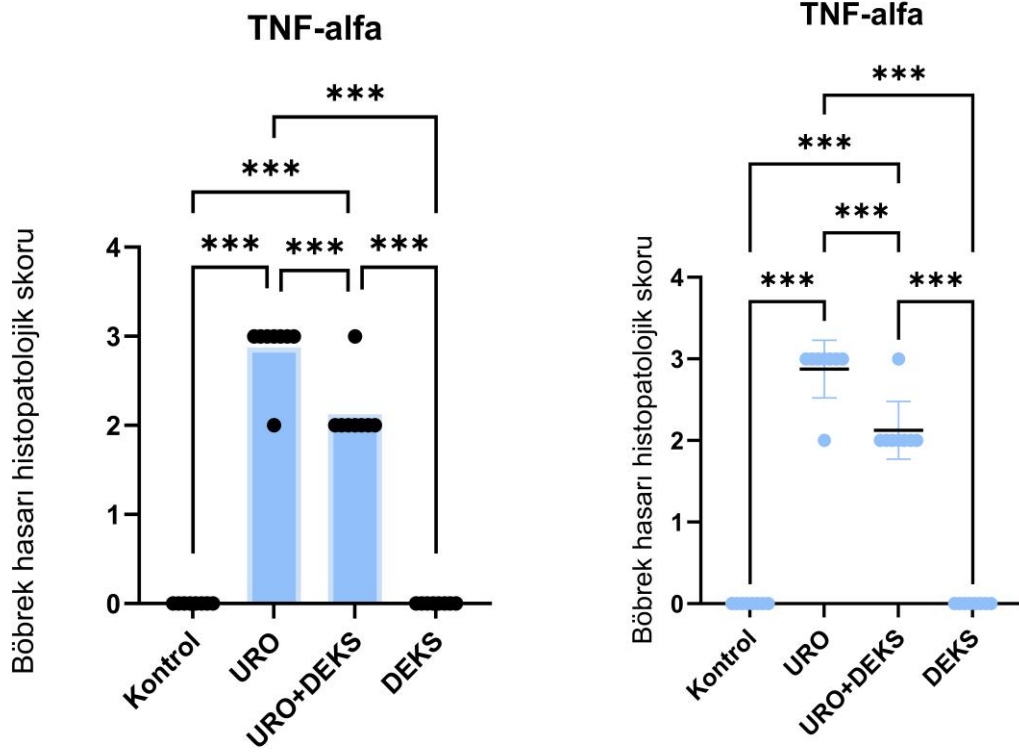 TNF-alfa
***
***
*** *** ***
Böbrek hasarı histopatolojik skoru
4
3
2
1
0
Kontrol
URO
URO+DEKS
DEKS
TNF-alfa
***
***
***
*** ***
Böbrek hasarı histopatolojik skoru
4
3
2
1
0
Kontrol
URO
URO+DEKS
DEKS